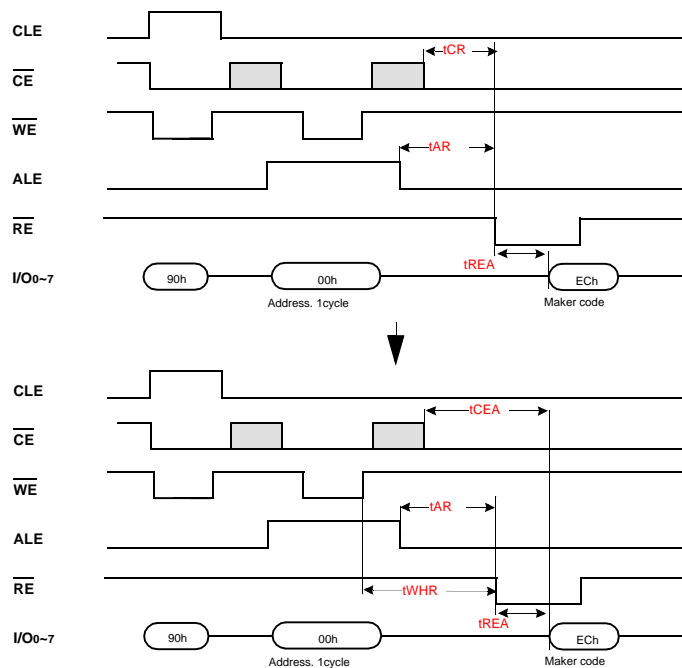 CLE
tCR
CE
WE
tAR
ALE
RE
tREA
I/O0~7
90h
00h
ECh
Address. 1cycle
Maker code
CLE
tCEA
CE
WE
tAR
ALE
RE
tWHR
tREA
I/O0~7
90h
00h
ECh
Address. 1cycle
Maker code